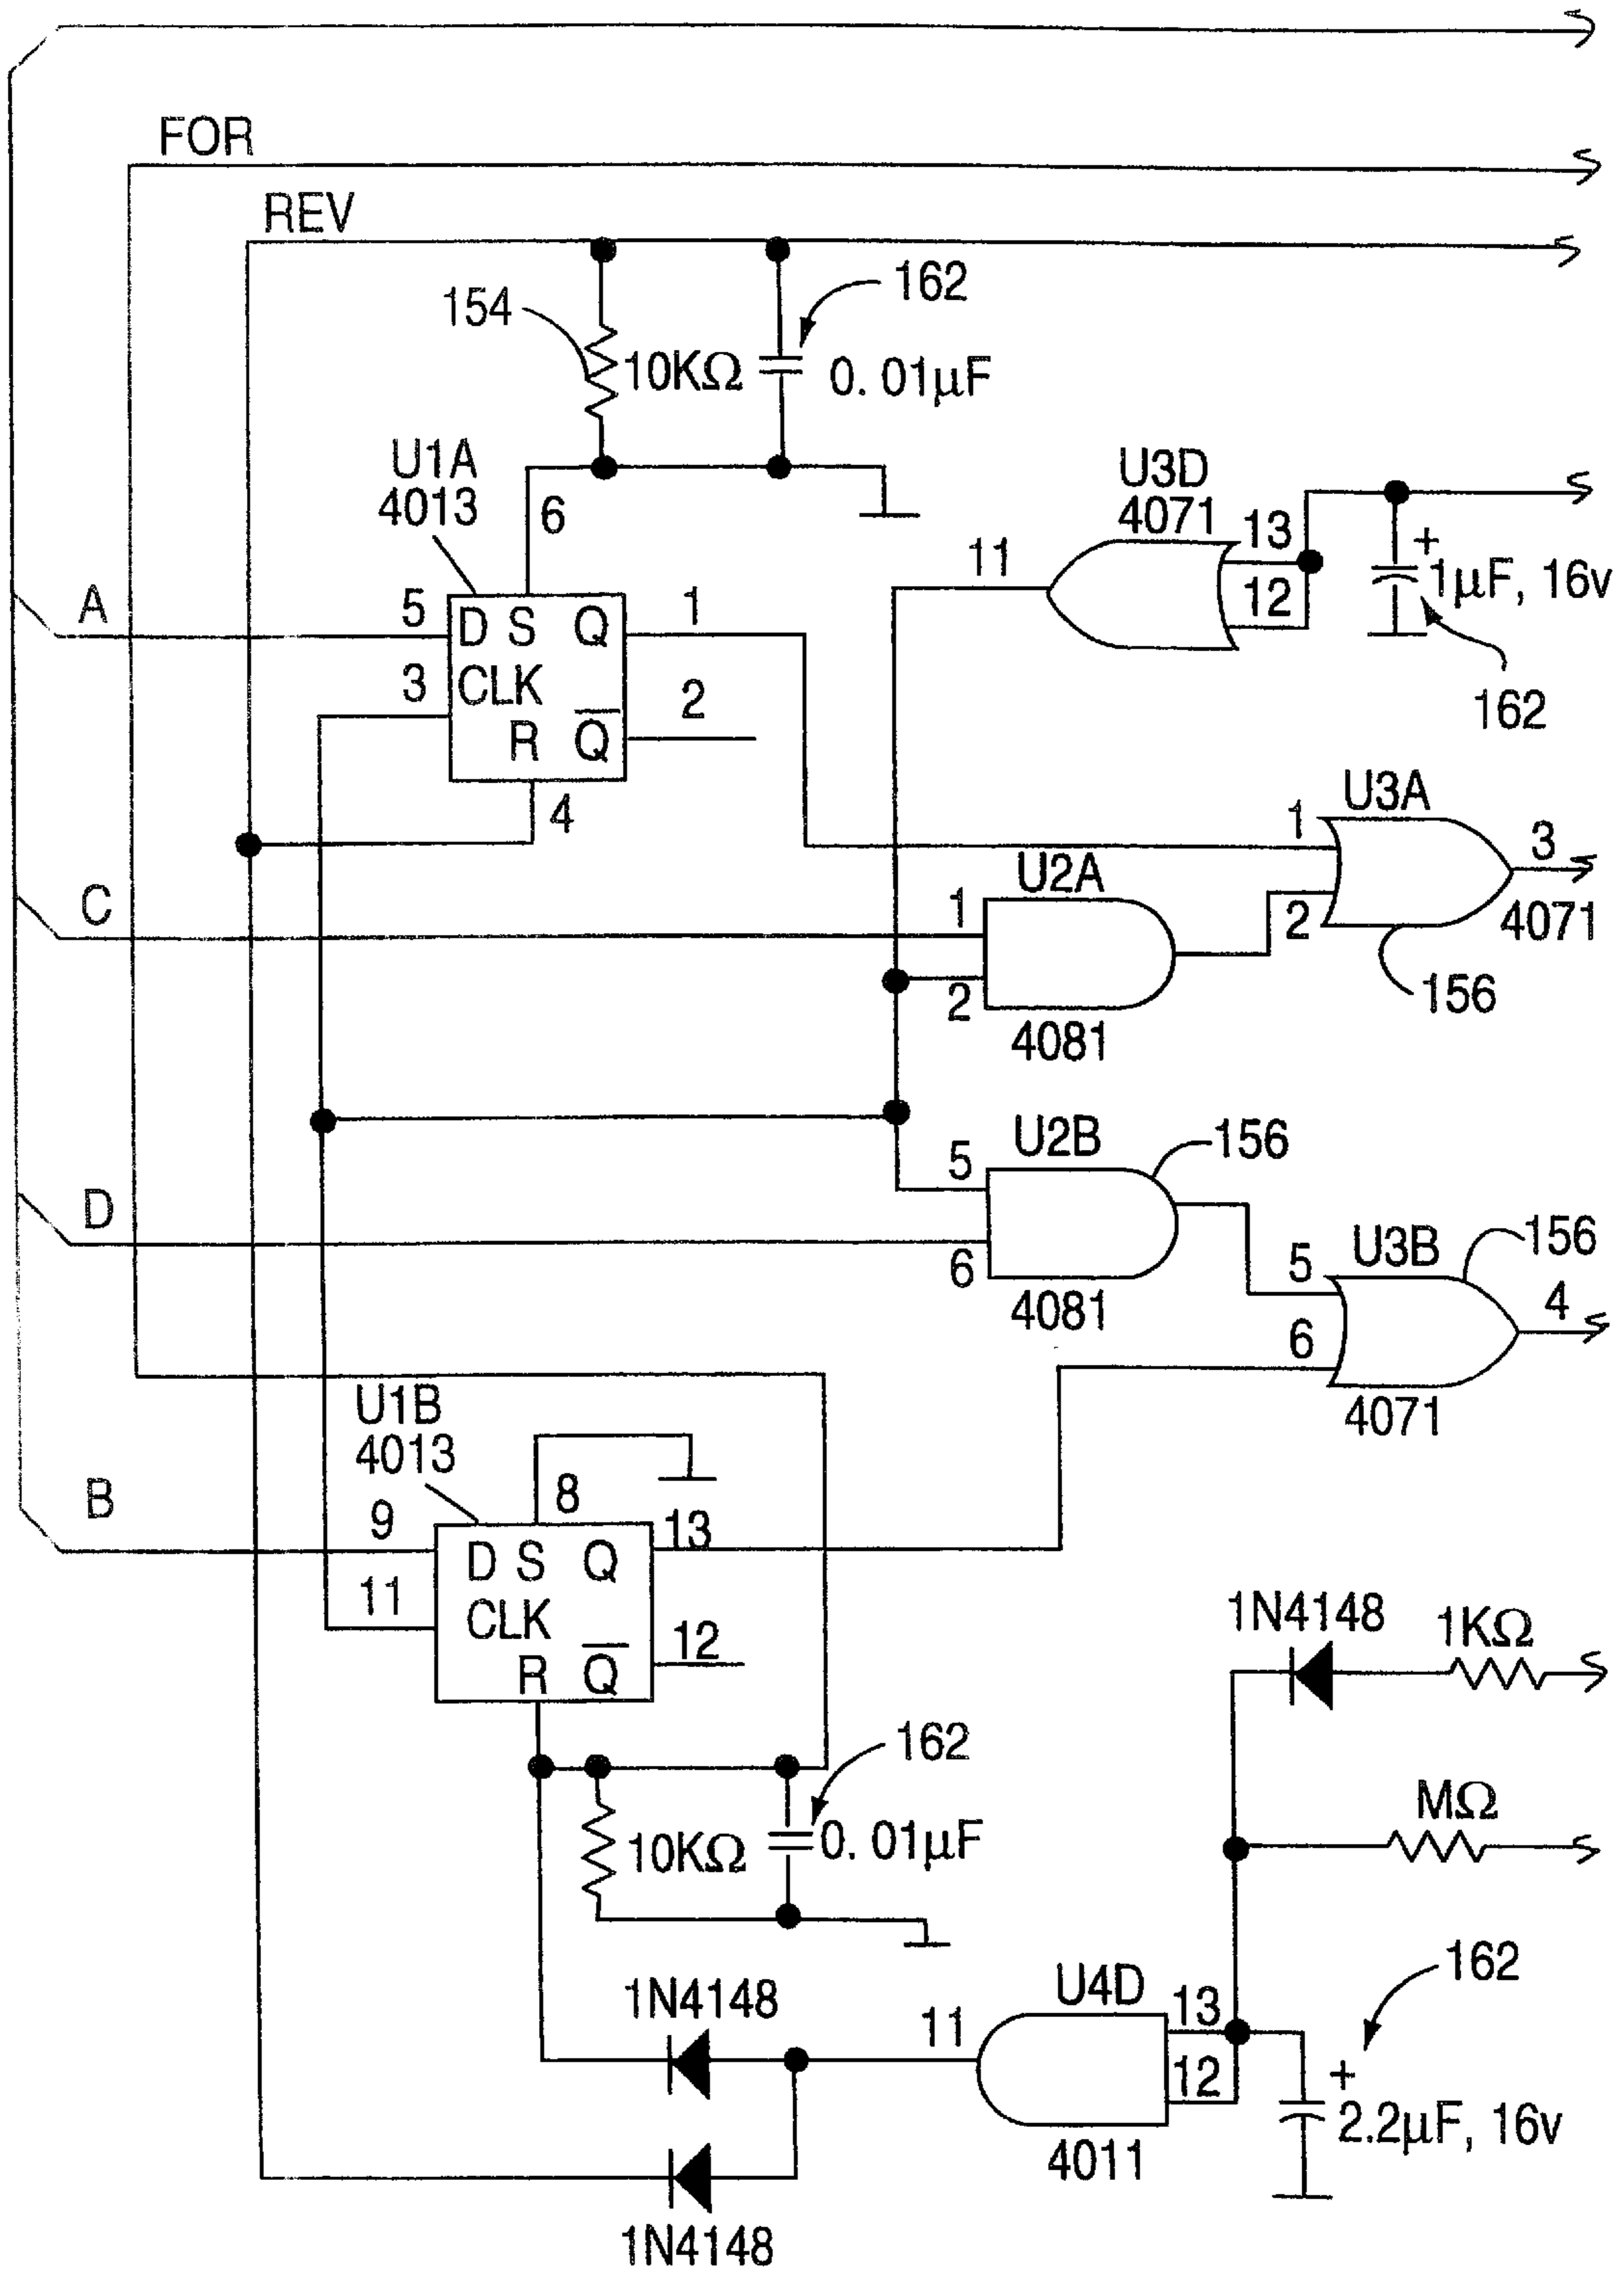 FOR
REV
154
162
10KΩ
0. 01µF
U1A
4013
6
U3D
4071
13
11
12
+
1µF, 16v
162
A
5
D S Q
1
3
CLK
2
R Q̅
4
U3A
1
3
2
4071
156
C
U2A
1
2
4081
U2B
156
5
D
6
4081
U3B
156
5
4
6
4071
U1B
4013
8
B
9
13
D S Q
11
CLK
12
R Q̅
1N4148
1KΩ
162
MΩ
10KΩ
0. 01µF
162
1N4148
U4D
11
13
12
+
2.2µF, 16v
4011
1N4148